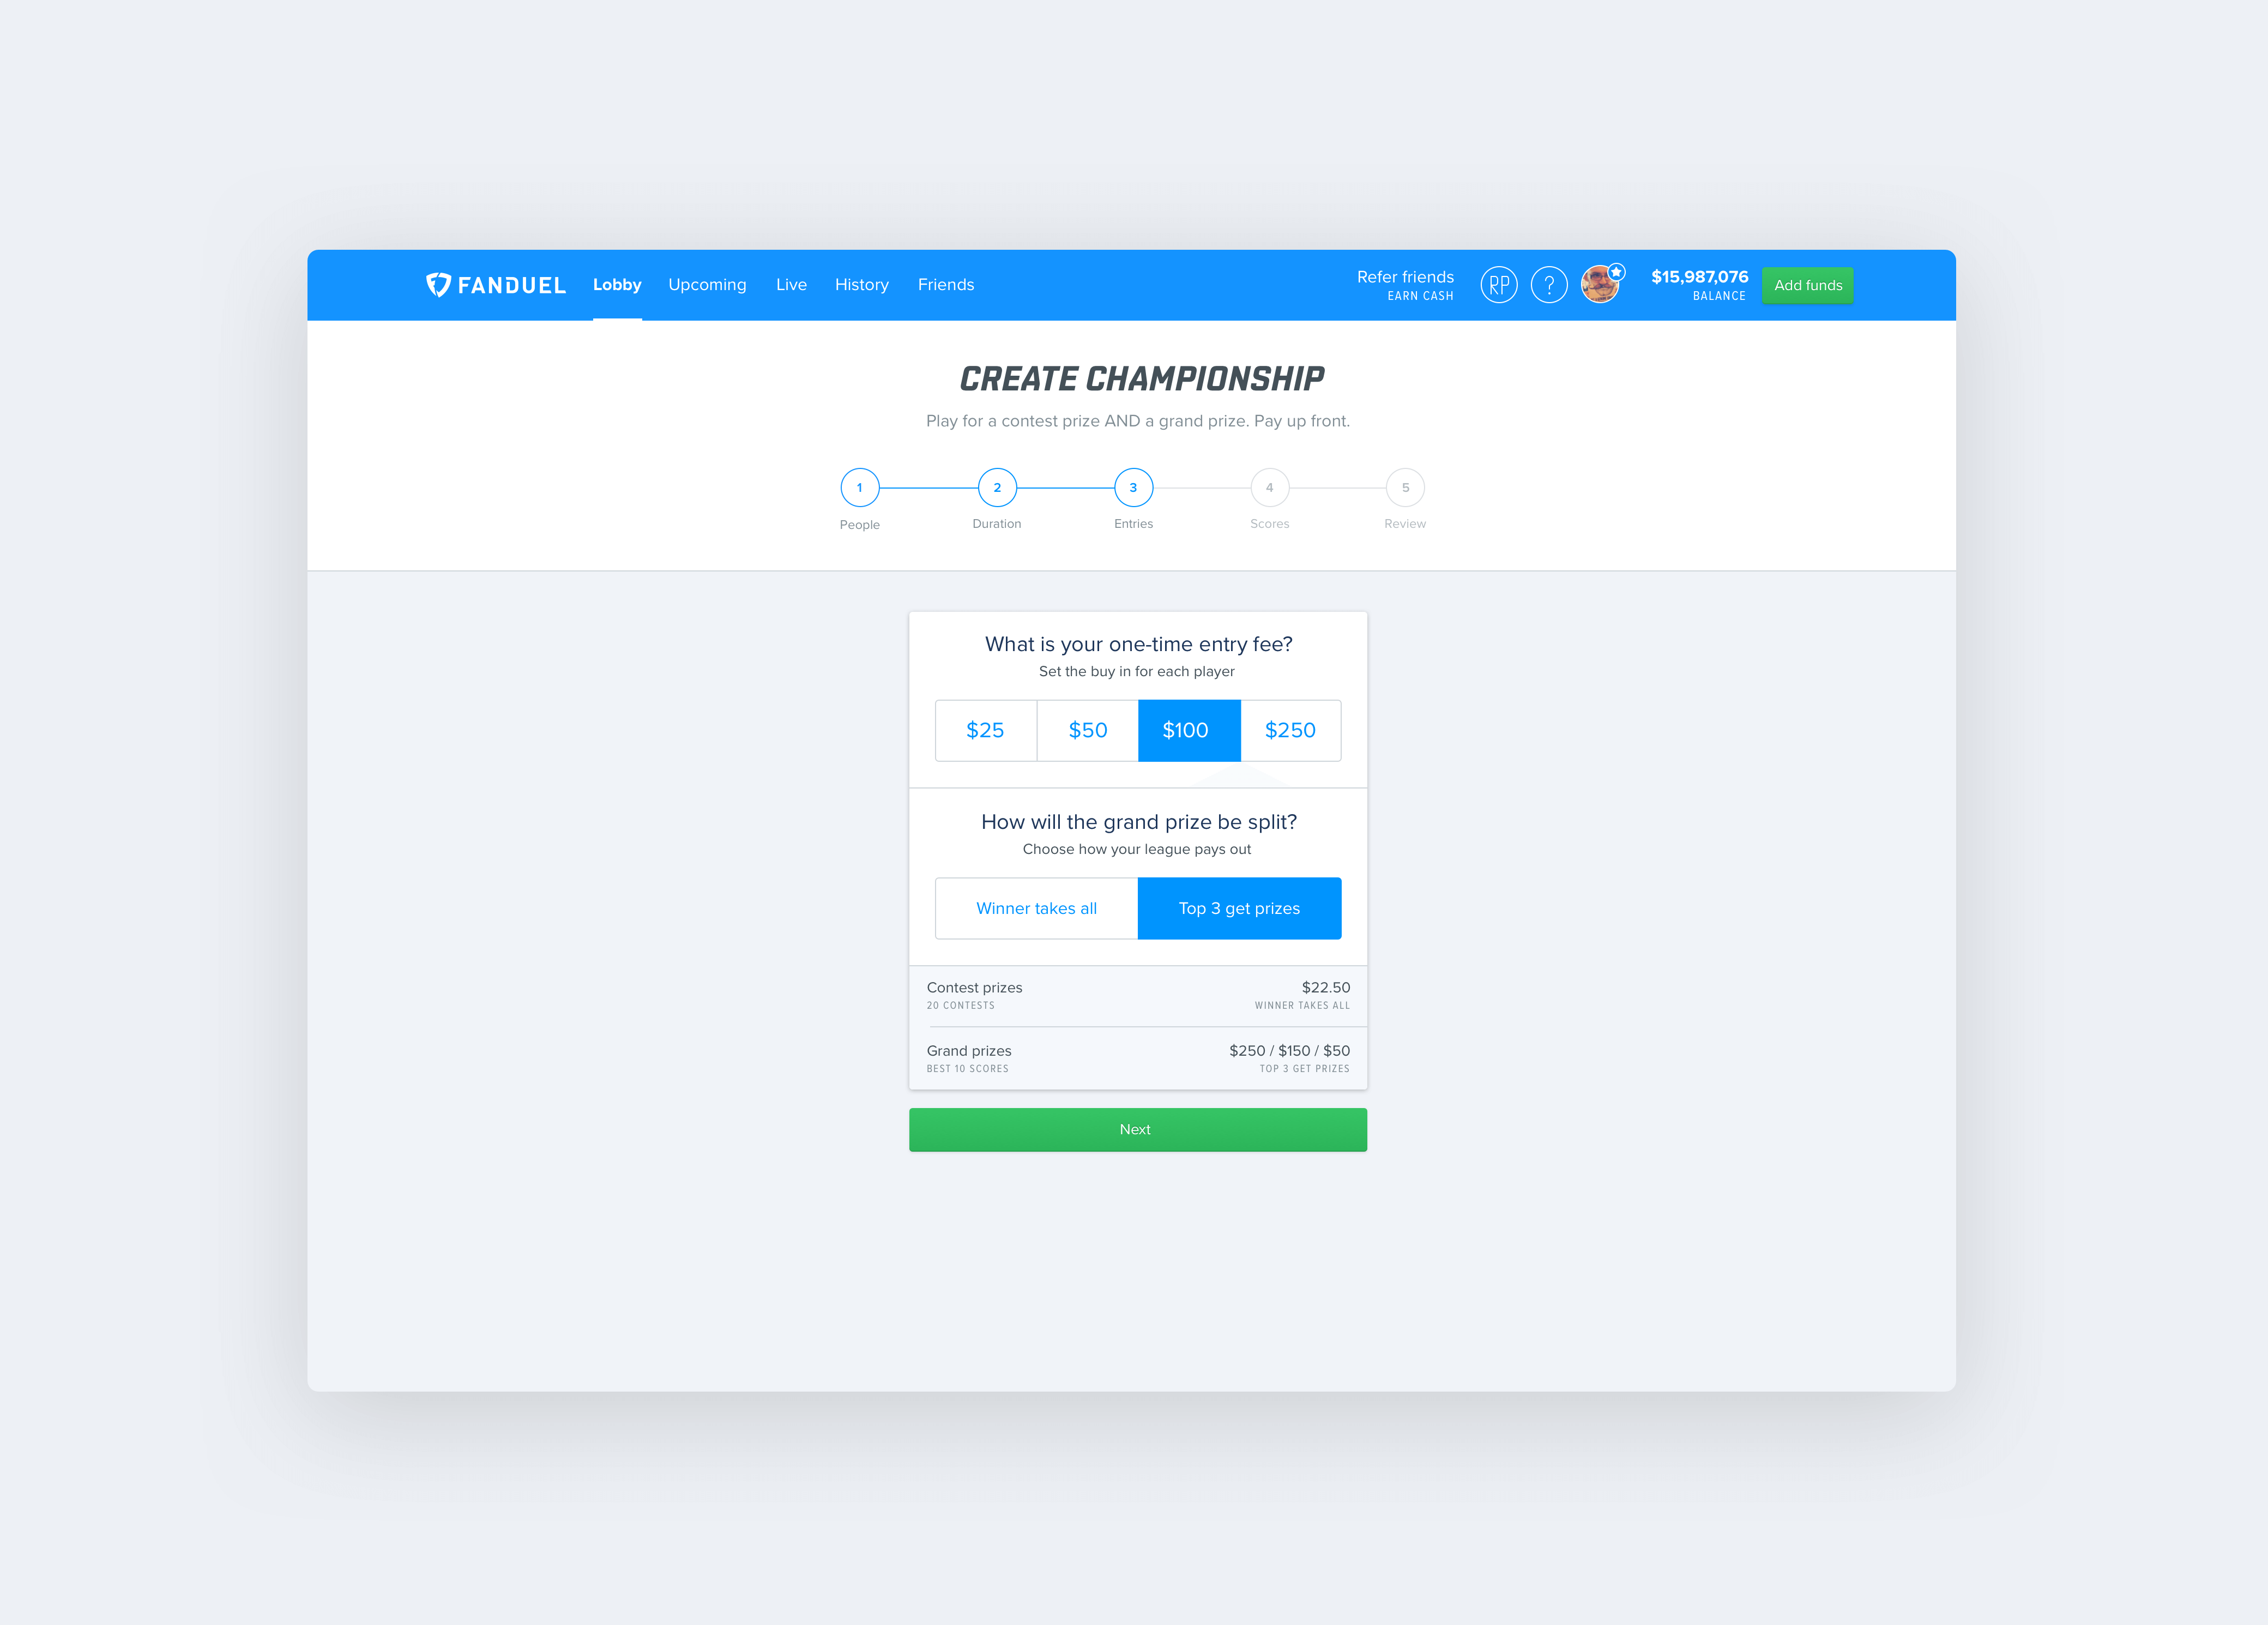 FANDUEL Lobby Upcoming Live History Friends Refer friends RP ? $15,987,076 Add funds
EARN CASH BALANCE
CREATE CHAMPIONSHIP
Play for a contest prize AND a grand prize. Pay up front.
1 2 3 4 5
People Duration Entries Scores Review
What is your one-time entry fee?
Set the buy in for each player
$25 $50 $100 $250
How will the grand prize be split?
Choose how your league pays out
Winner takes all Top 3 get prizes
Contest prizes $22.50
20 CONTESTS WINNER TAKES ALL
Grand prizes $250 / $150 / $50
BEST 10 SCORES TOP 3 GET PRIZES
Next